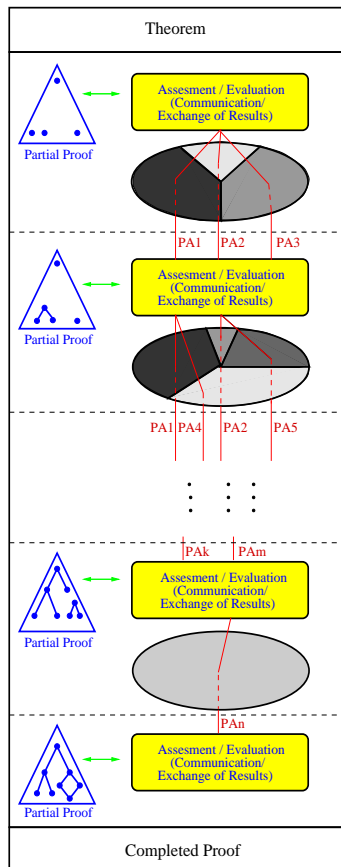 Theorem
Assesment / Evaluation
(Communication/
Exchange of Results)
Partial Proof
PA1 PA2 PA3
Assesment / Evaluation
(Communication/
Exchange of Results)
Partial Proof
PA1 PA4 PA2 PA5
PAk PAm
Assesment / Evaluation
(Communication/
Exchange of Results)
Partial Proof
PAn
Assesment / Evaluation
(Communication/
Exchange of Results)
Partial Proof
Completed Proof